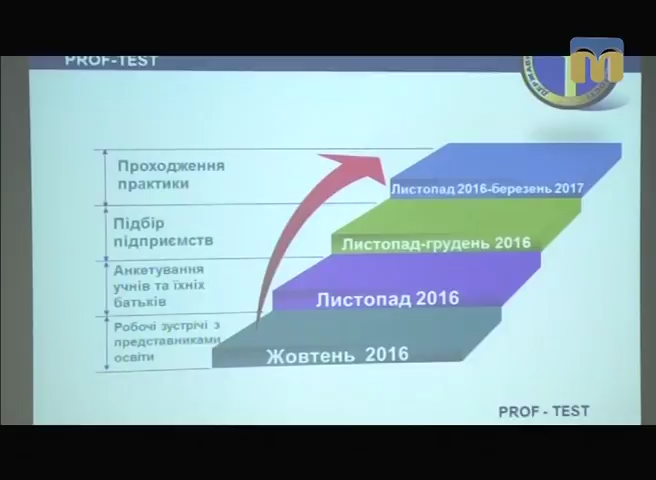 PROF-TEST
Проходження
практики
Листопад 2016-березень 2017
Підбір
підприємств
Листопад-грудень 2016
Анкетування
учнів та їхніх
батьків
Листопад 2016
Робочі зустрічі з
представниками
освіти
Жовтень 2016
PROF - TEST